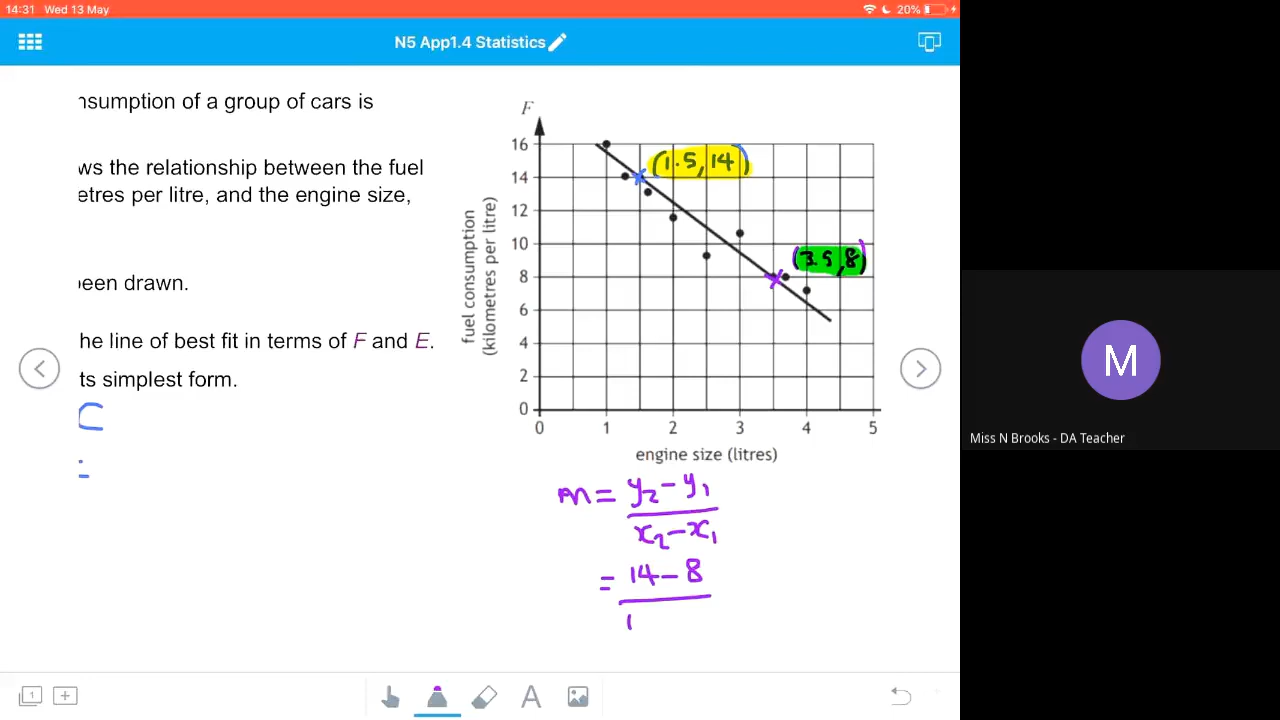 14:31 Wed 13 May
20%
N5 App1.4 Statistics
nsumption of a group of cars is
ws the relationship between the fuel
etres per litre, and the engine size,
been drawn.
he line of best fit in terms of F and E.
ts simplest form.
C
F
16
14
12
10
8
6
4
2
0
0 1 2 3 4 5
fuel consumption
(kilometres per litre)
engine size (litres)
(1.5, 14)
(3.5, 8)
m = y₂ - y₁
x₂ - x₁
= 14 - 8
1
M
Miss N Brooks - DA Teacher
1
A